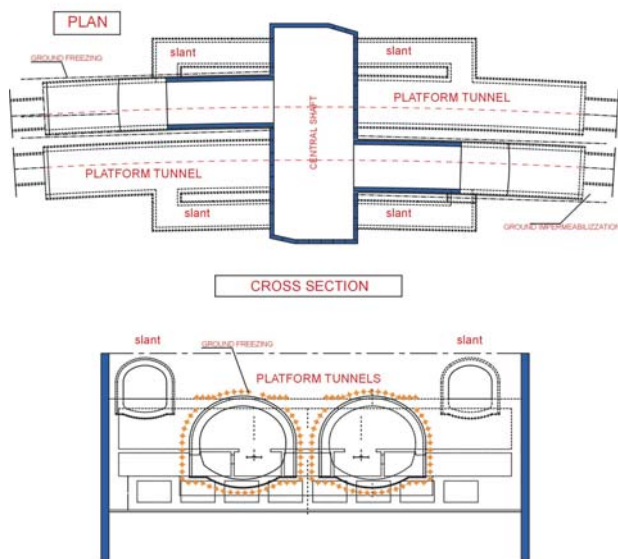 PLAN
slant
slant
GROUND FREEZING
PLATFORM TUNNEL
CENTRAL SHAFT
PLATFORM TUNNEL
slant
slant
GROUND IMPERMEABILIZZATION
CROSS SECTION
slant
GROUND FREEZING
slant
PLATFORM TUNNELS